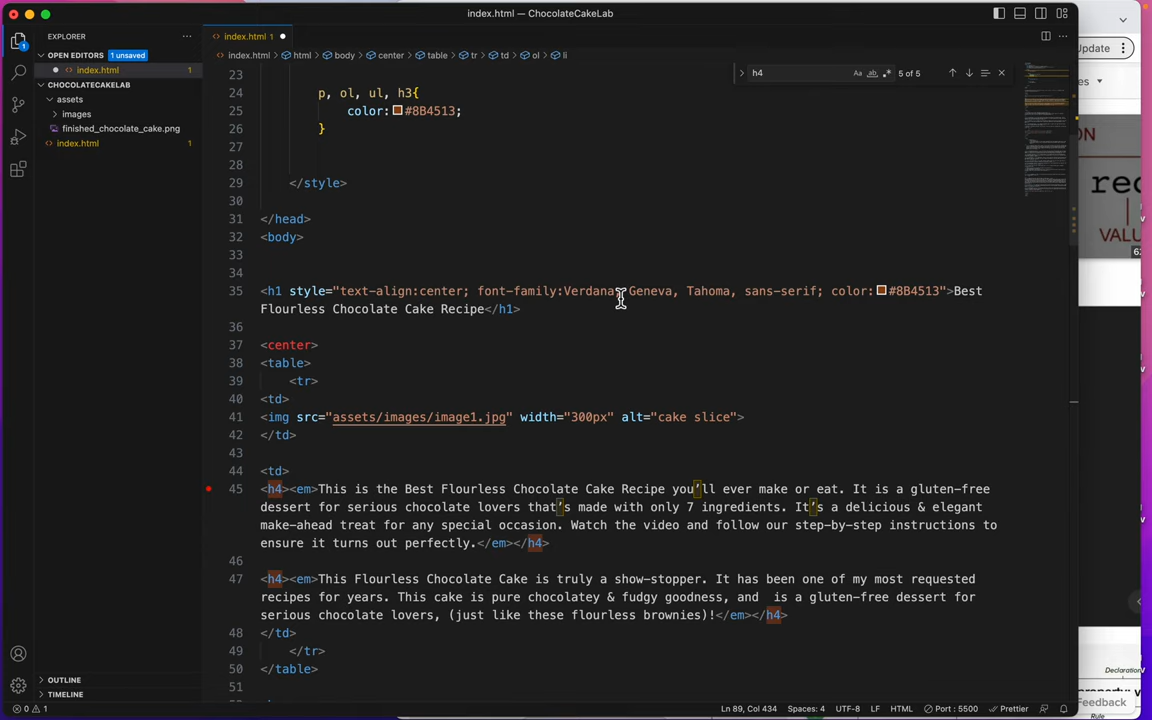 index.html — ChocolateCakeLab
EXPLORER
OPEN EDITORS 1 unsaved
index.html 1
CHOCOLATECAKELAB
assets
images
finished_chocolate_cake.png
index.html 1
OUTLINE
TIMELINE
index.html 1
index.html > html > body > center > table > tr > td > ol > li
h4 Aa ab .* 5 of 5
23
24 p, ol, ul, h3{
25 color: #8B4513;
26 }
27
28
29 </style>
30
31 </head>
32 <body>
33
34
35 <h1 style="text-align:center; font-family:Verdana, Geneva, Tahoma, sans-serif; color: #8B4513">Best
Flourless Chocolate Cake Recipe</h1>
36
37 <center>
38 <table>
39 <tr>
40 <td>
41 <img src="assets/images/image1.jpg" width="300px" alt="cake slice">
42 </td>
43
44 <td>
45 <h4><em>This is the Best Flourless Chocolate Cake Recipe you’ll ever make or eat. It is a gluten-free
dessert for serious chocolate lovers that’s made with only 7 ingredients. It’s a delicious & elegant
make-ahead treat for any special occasion. Watch the video and follow our step-by-step instructions to
ensure it turns out perfectly.</em></h4>
46
47 <h4><em>This Flourless Chocolate Cake is truly a show-stopper. It has been one of my most requested
recipes for years. This cake is pure chocolatey & fudgy goodness, and  is a gluten-free dessert for
serious chocolate lovers, (just like these flourless brownies)!</em></h4>
48 </td>
49 </tr>
50 </table>
51
0 1
Ln 89, Col 434 Spaces: 4 UTF-8 LF HTML Port : 5500 Prettier
Update
ON
rec
VALU
Declaration
property: v
Feedback
Rule